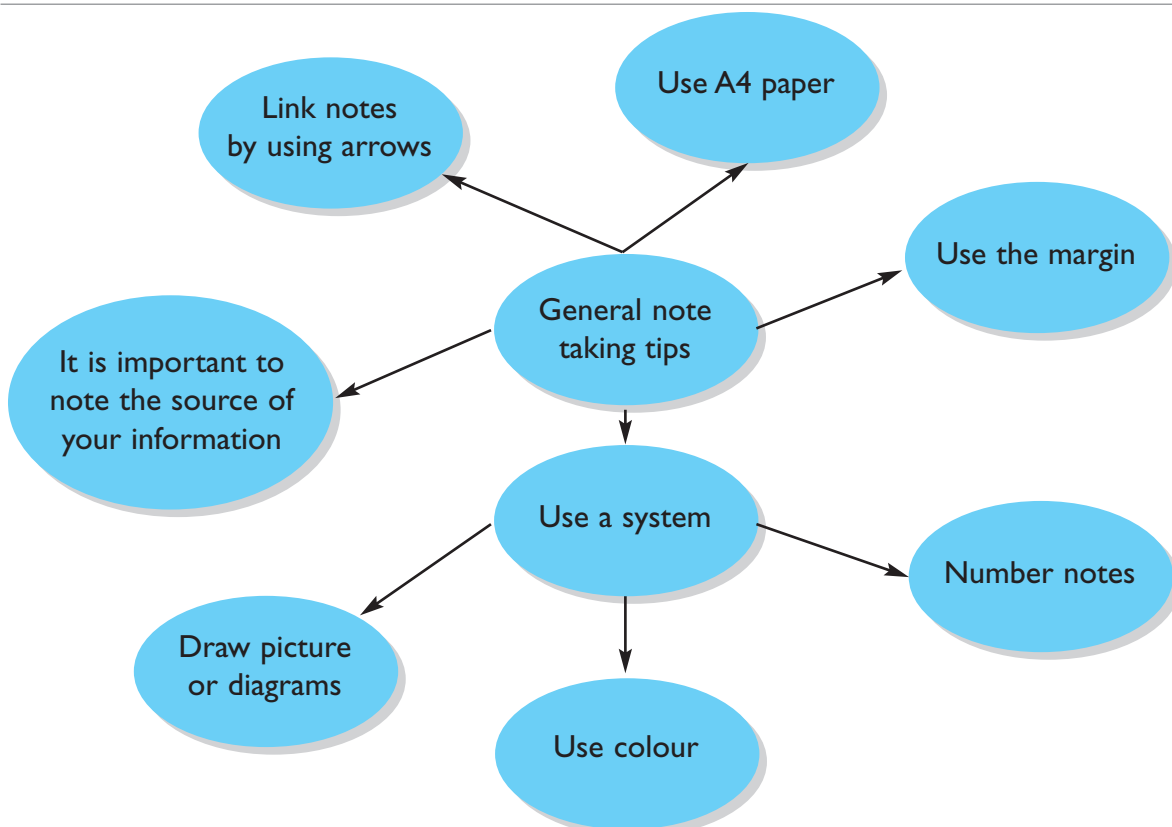 Use A4 paper
Link notes
by using arrows
Use the margin
General note
taking tips
It is important to
note the source of
your information
Use a system
Number notes
Draw picture
or diagrams
Use colour